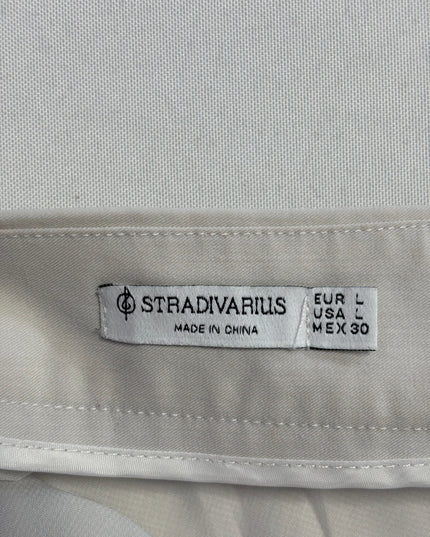 STRADIVARIUS
MADE IN CHINA
EUR L
USA L
MEX 30